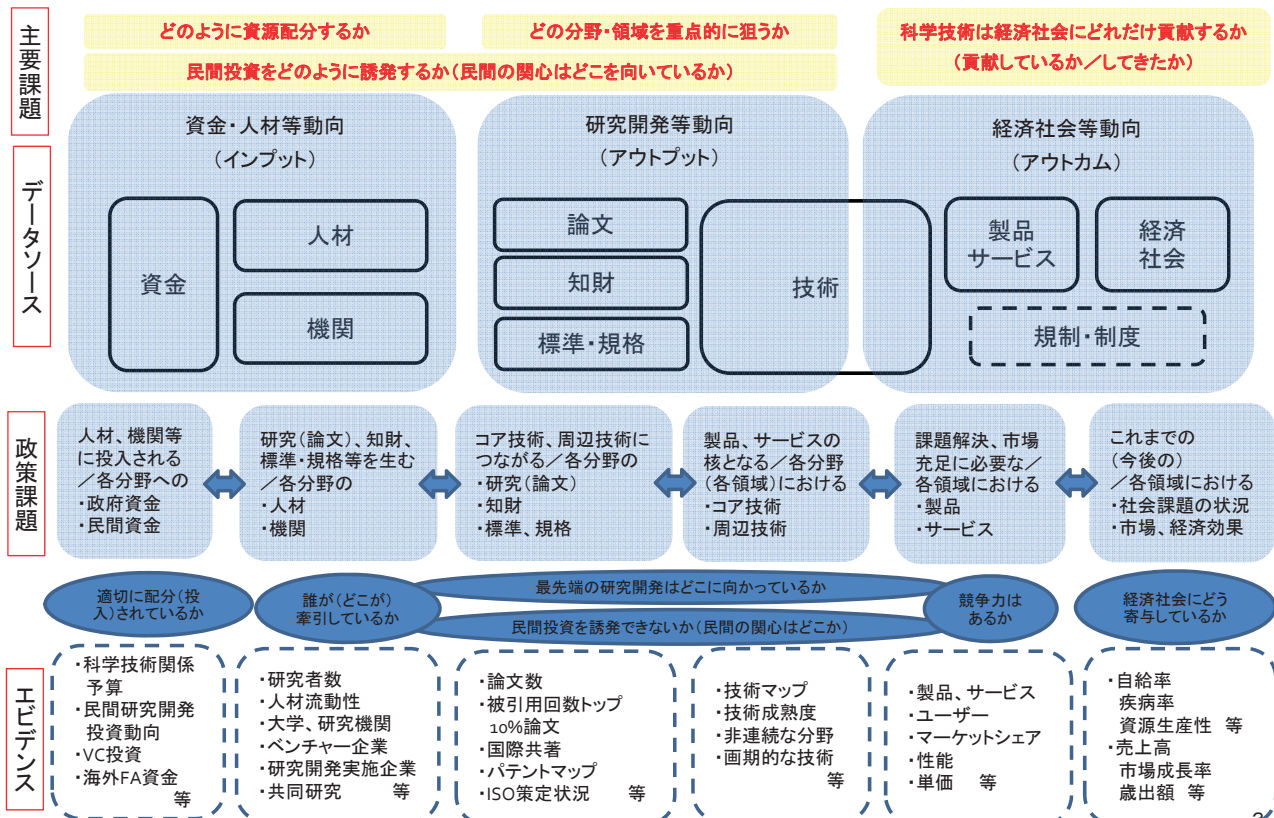 主要課題
どのように資源配分するか
どの分野・領域を重点的に狙うか
科学技術は経済社会にどれだけ貢献するか
(貢献しているか/してきたか)
民間投資をどのように誘発するか(民間の関心はどこを向いているか)
データソース
資金・人材等動向
(インプット)
資金
人材
機関
研究開発等動向
(アウトプット)
論文
知財
標準・規格
技術
経済社会等動向
(アウトカム)
製品
サービス
経済
社会
規制・制度
政策課題
人材、機関等
に投入される
/各分野への
・政府資金
・民間資金
研究(論文)、知財、
標準・規格等を生む
/各分野の
・人材
・機関
コア技術、周辺技術に
つながる/各分野の
・研究(論文)
・知財
・標準、規格
製品、サービスの
核となる/各分野
(各領域)における
・コア技術
・周辺技術
課題解決、市場
充足に必要な/
各領域における
・製品
・サービス
これまでの
(今後の)
/各領域における
・社会課題の状況
・市場、経済効果
適切に配分(投
入)されているか
誰が(どこが)
牽引しているか
最先端の研究開発はどこに向かっているか
民間投資を誘発できないか(民間の関心はどこか)
競争力は
あるか
経済社会にどう
寄与しているか
エビデンス
・科学技術関係
予算
・民間研究開発
投資動向
・VC投資
・海外FA資金
等
・研究者数
・人材流動性
・大学、研究機関
・ベンチャー企業
・研究開発実施企業
・共同研究 等
・論文数
・被引用回数トップ
10%論文
・国際共著
・パテントマップ
・ISO策定状況 等
・技術マップ
・技術成熟度
・非連続な分野
・画期的な技術
等
・製品、サービス
・ユーザー
・マーケットシェア
・性能
・単価 等
・自給率
疾病率
資源生産性 等
・売上高
市場成長率
歳出額 等